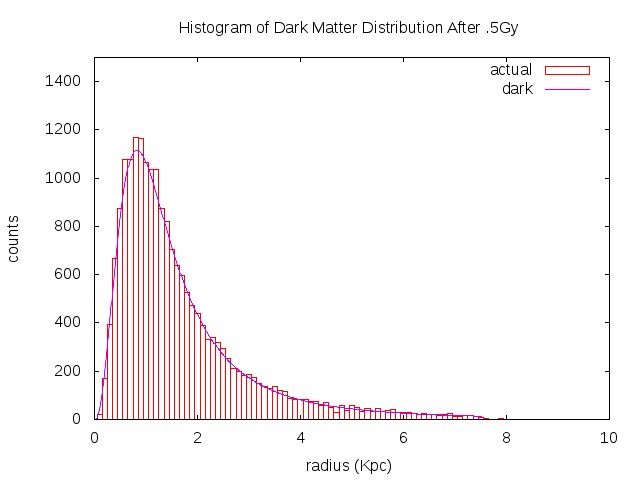 Histogram of Dark Matter Distribution After .5Gy
actual
dark
1400
1200
1000
800
600
400
200
0
counts
0 2 4 6 8 10
radius (Kpc)